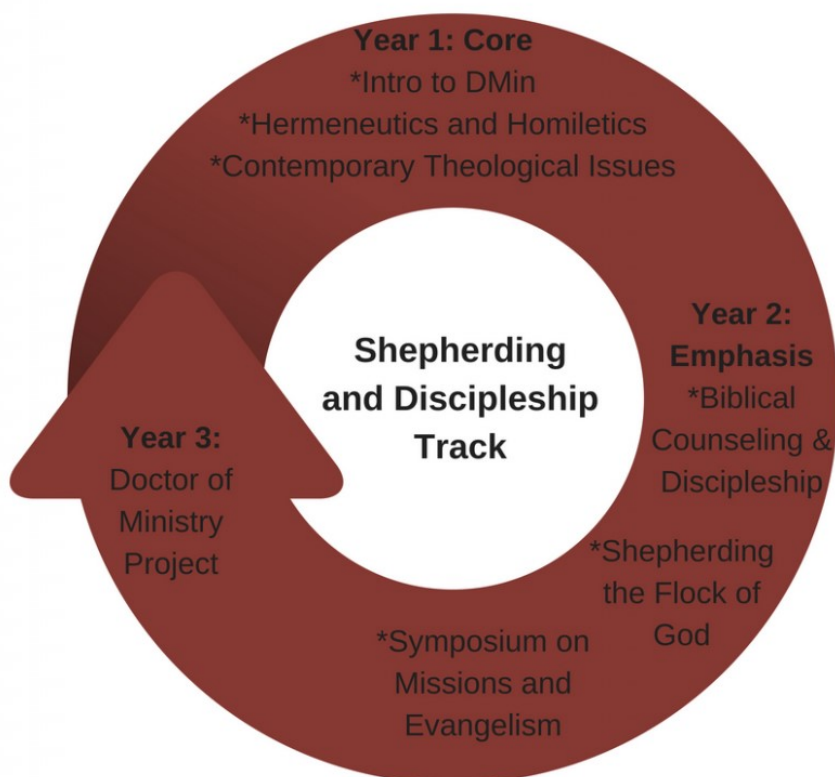 Year 1: Core
*Intro to DMin
*Hermeneutics and Homiletics
*Contemporary Theological Issues
Shepherding
and Discipleship
Track
Year 2:
Emphasis
*Biblical
Counseling &
Discipleship
*Shepherding
the Flock of
God
*Symposium on
Missions and
Evangelism
Year 3:
Doctor of
Ministry
Project